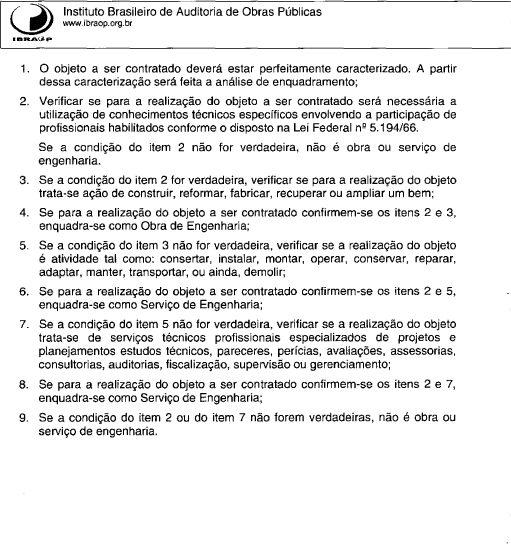 Instituto Brasileiro de Auditoria de Obras Públicas
www.ibraop.org.br
IBRAOP
1. O objeto a ser contratado deverá estar perfeitamente caracterizado. A partir
dessa caracterização será feita a análise de enquadramento;
2. Verificar se para a realização do objeto a ser contratado será necessária a
utilização de conhecimentos técnicos específicos envolvendo a participação de
profissionais habilitados conforme o disposto na Lei Federal nº 5.194/66.
Se a condição do item 2 não for verdadeira, não é obra ou serviço de
engenharia.
3. Se a condição do item 2 for verdadeira, verificar se para a realização do objeto
trata-se ação de construir, reformar, fabricar, recuperar ou ampliar um bem;
4. Se para a realização do objeto a ser contratado confirmem-se os itens 2 e 3,
enquadra-se como Obra de Engenharia;
5. Se a condição do item 3 não for verdadeira, verificar se a realização do objeto
é atividade tal como: consertar, instalar, montar, operar, conservar, reparar,
adaptar, manter, transportar, ou ainda, demolir;
6. Se para a realização do objeto a ser contratado confirmem-se os itens 2 e 5,
enquadra-se como Serviço de Engenharia;
7. Se a condição do item 5 não for verdadeira, verificar se a realização do objeto
trata-se de serviços técnicos profissionais especializados de projetos e
planejamentos estudos técnicos, pareceres, perícias, avaliações, assessorias,
consultorias, auditorias, fiscalização, supervisão ou gerenciamento;
8. Se para a realização do objeto a ser contratado confirmem-se os itens 2 e 7,
enquadra-se como Serviço de Engenharia;
9. Se a condição do item 2 ou do item 7 não forem verdadeiras, não é obra ou
serviço de engenharia.